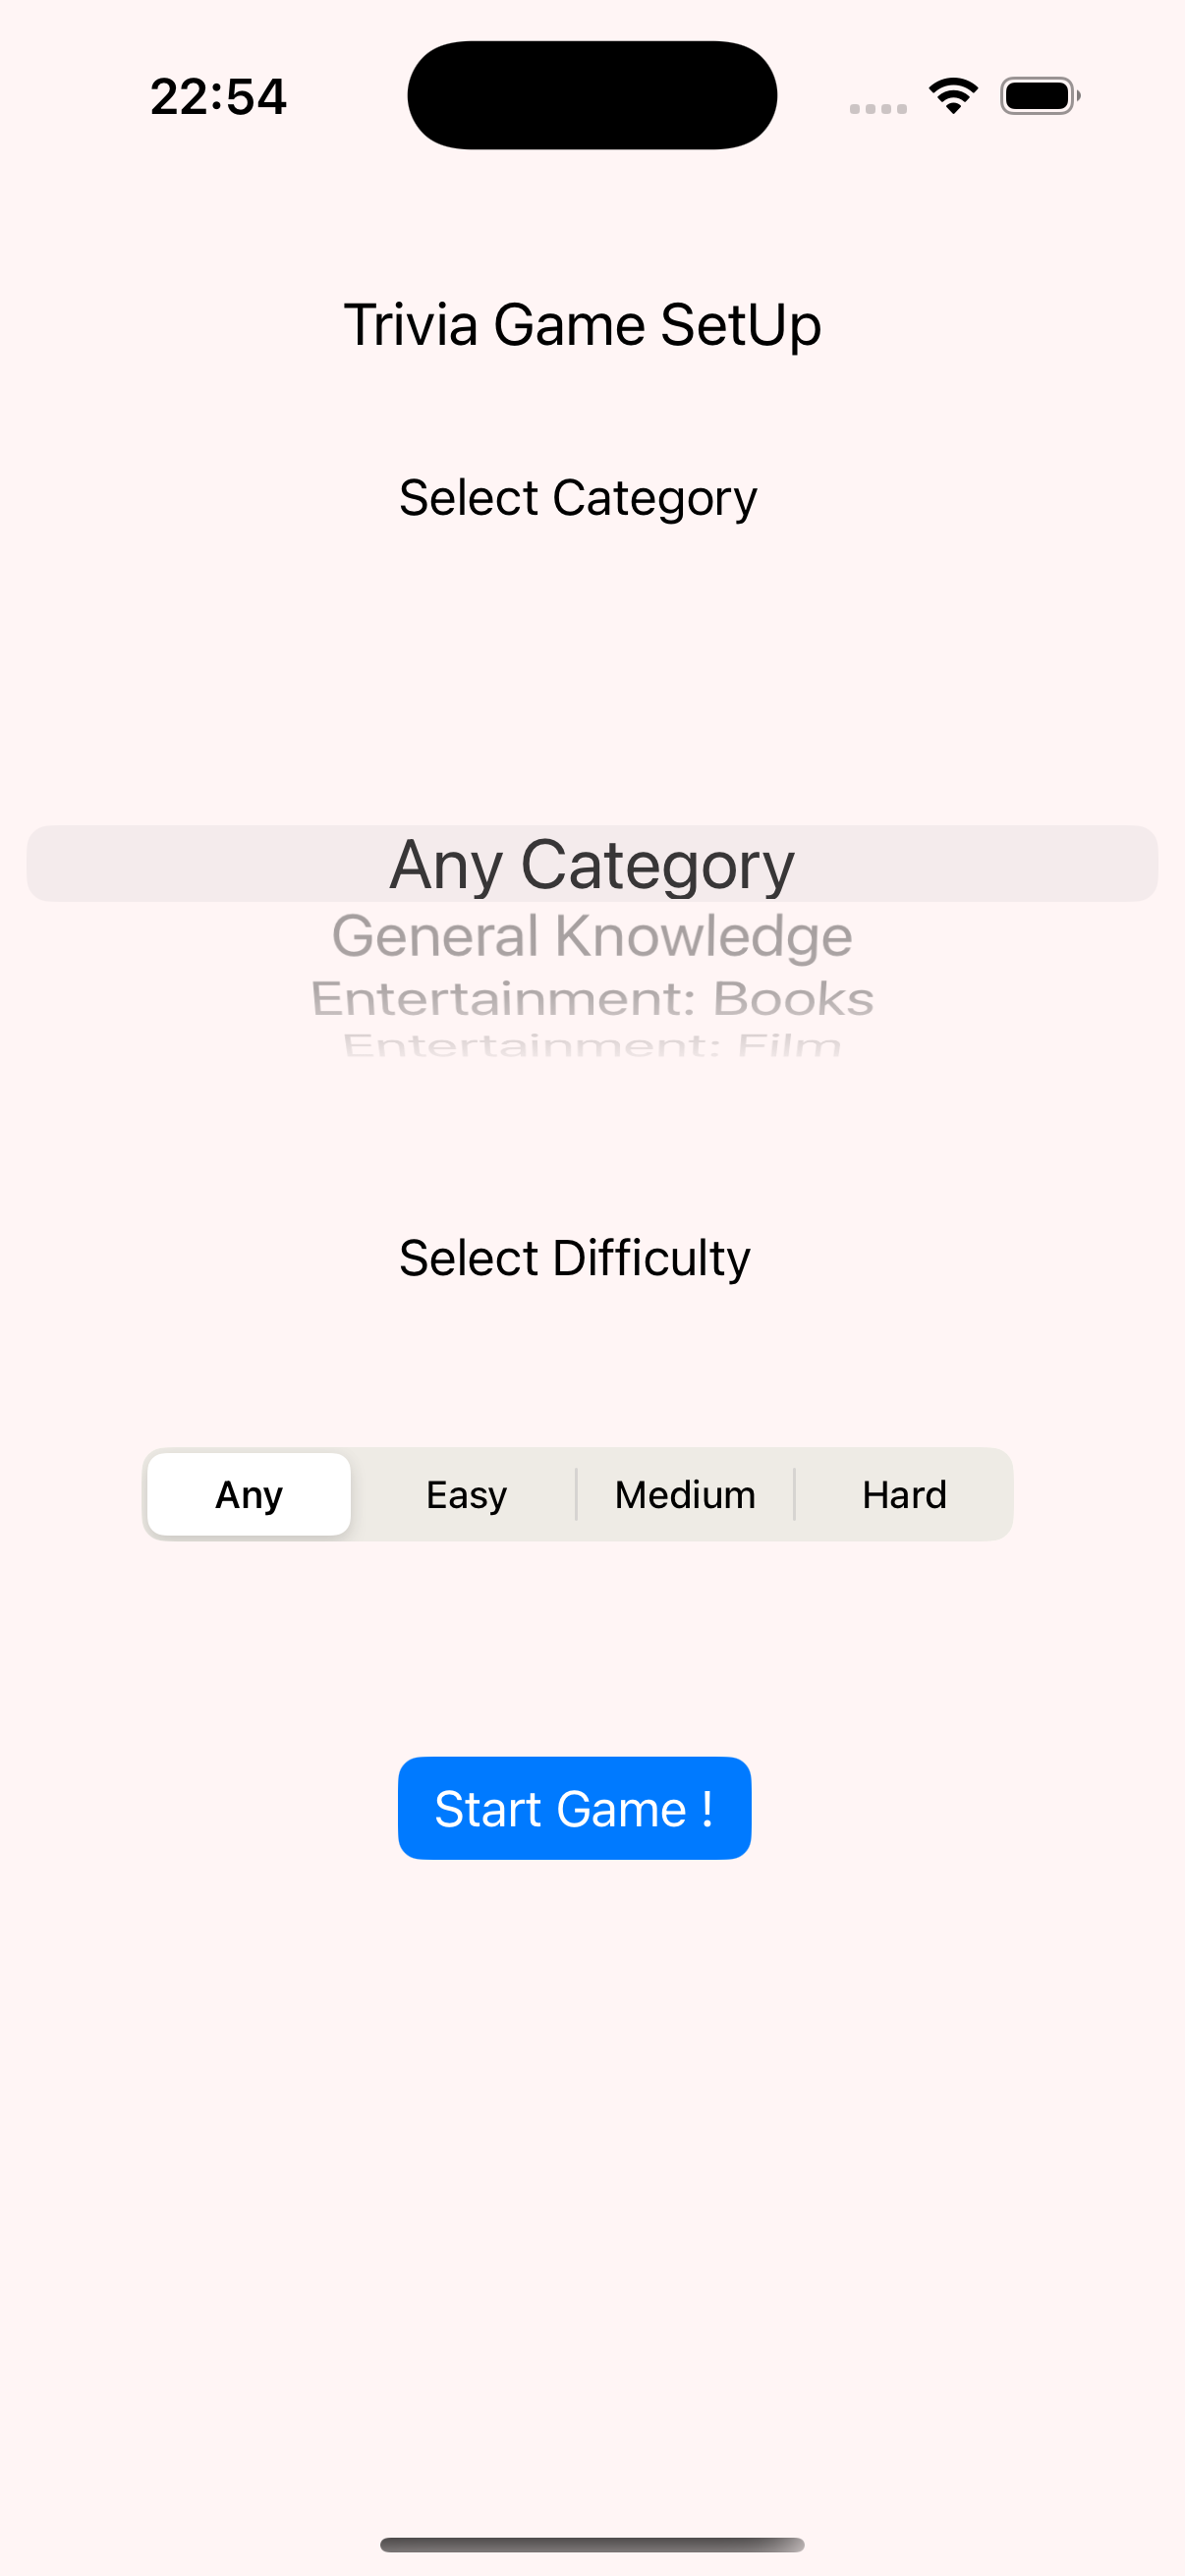 22:54
Trivia Game SetUp
Select Category
Any Category
General Knowledge
Entertainment: Books
Entertainment: Film
Select Difficulty
Any Easy Medium Hard
Start Game !